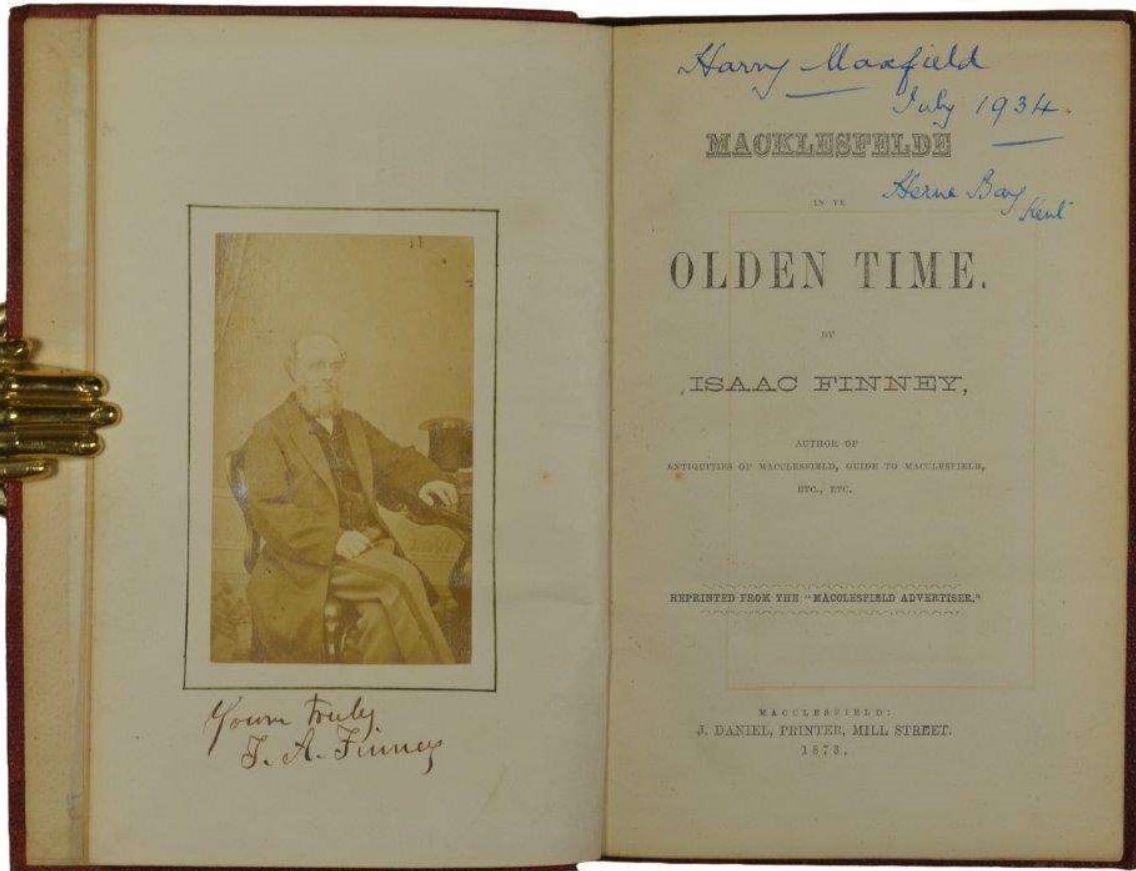 Yours truly
I. A. Finney
Harry Maxfield
July 1934.
MACKLESFELDE
IN YE
Herne Bay
Kent
OLDEN TIME.
BY
ISAAC FINNEY,
AUTHOR OF
ANTIQUITIES OF MACCLESFIELD, GUIDE TO MACCLESFIELD,
ETC., ETC.
REPRINTED FROM THE "MACCLESFIELD ADVERTISER."
MACCLESFIELD:
J. DANIEL, PRINTER, MILL STREET.
1873.